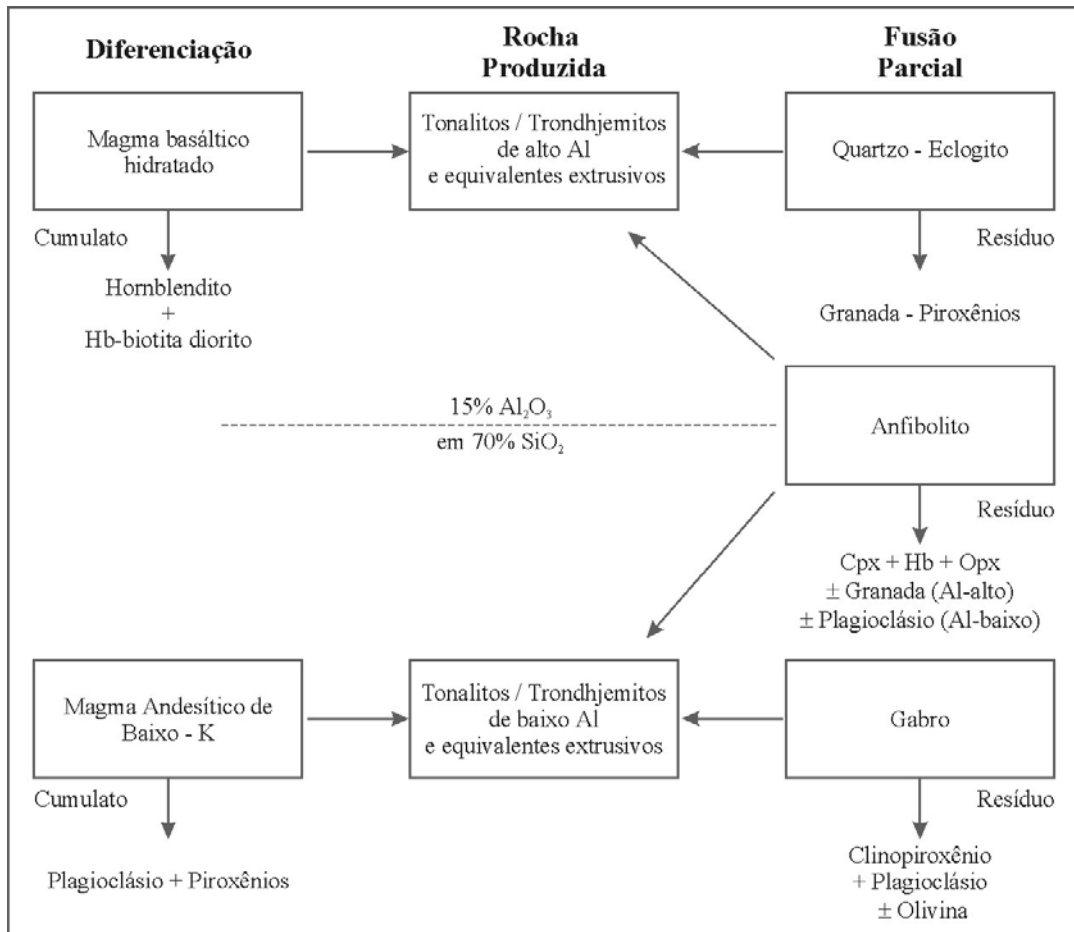 Diferenciação
Rocha
Produzida
Fusão
Parcial
Magma basáltico
hidratado
Tonalitos / Trondhjemitos
de alto Al
e equivalentes extrusivos
Quartzo - Eclogito
Cumulato
Resíduo
Hornblendito
+
Hb-biotita diorito
Granada - Piroxênios
15% Al₂O₃
em 70% SiO₂
Anfibolito
Resíduo
Cpx + Hb + Opx
± Granada (Al-alto)
± Plagioclásio (Al-baixo)
Magma Andesítico de
Baixo - K
Tonalitos / Trondhjemitos
de baixo Al
e equivalentes extrusivos
Gabro
Cumulato
Resíduo
Plagioclásio + Piroxênios
Clinopiroxênio
+ Plagioclásio
± Olivina